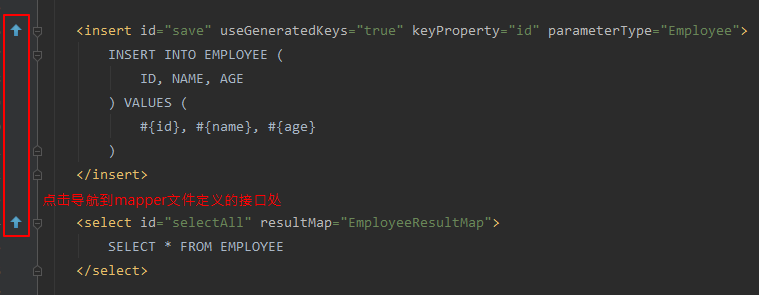 <insert id="save" useGeneratedKeys="true" keyProperty="id" parameterType="Employee">
INSERT INTO EMPLOYEE (
ID, NAME, AGE
) VALUES (
#{id}, #{name}, #{age}
)
</insert>
点击导航到mapper文件定义的接口处
<select id="selectAll" resultMap="EmployeeResultMap">
SELECT * FROM EMPLOYEE
</select>